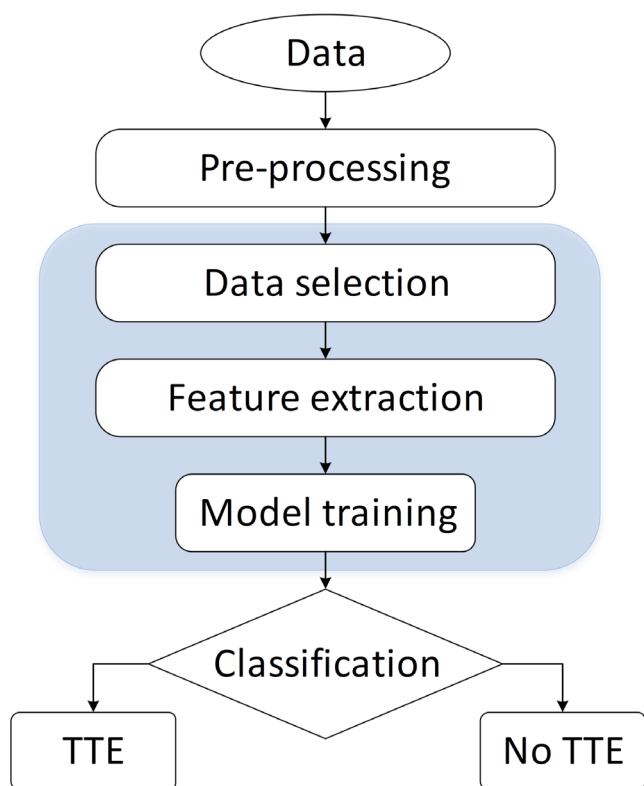 Data
Pre-processing
Data selection
Feature extraction
Model training
Classification
TTE
No TTE